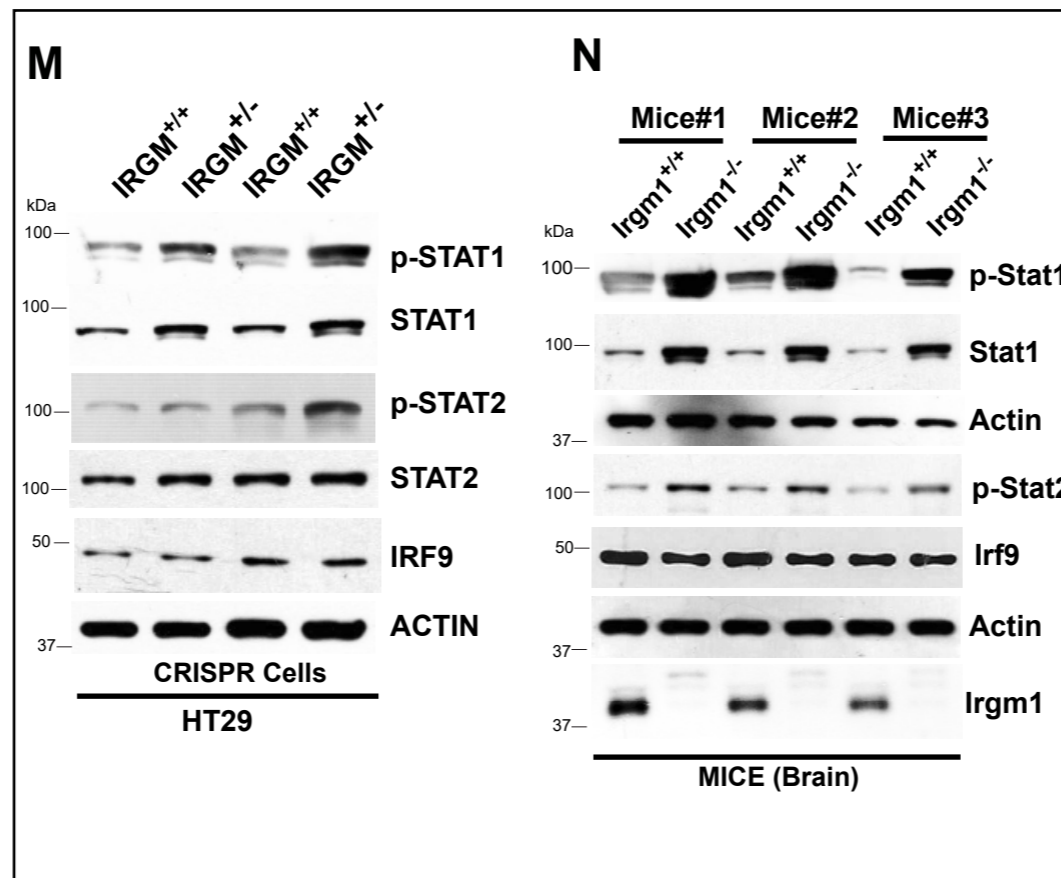 M
IRGM+/+ IRGM +/- IRGM+/+ IRGM +/-
kDa
100
p-STAT1
100
STAT1
100
p-STAT2
100
STAT2
50
IRF9
37
ACTIN
CRISPR Cells
HT29
N
Mice#1 Mice#2 Mice#3
Irgm1+/+ Irgm1-/- Irgm1+/+ Irgm1-/- Irgm1+/+ Irgm1-/-
kDa
100
p-Stat1
100
Stat1
37
Actin
100
p-Stat2
50
Irf9
37
Actin
37
Irgm1
MICE (Brain)